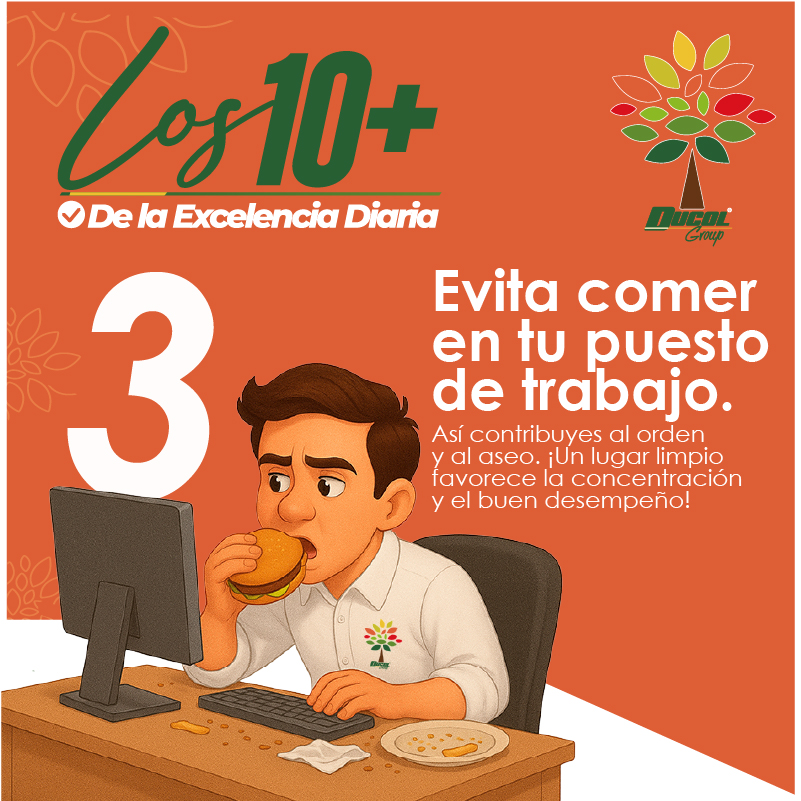 Los 10+
De la Excelencia Diaria
DUCOL
Group
3
Evita comer
en tu puesto
de trabajo.
Así contribuyes al orden
y al aseo. ¡Un lugar limpio
favorece la concentración
y el buen desempeño!
DUCOL